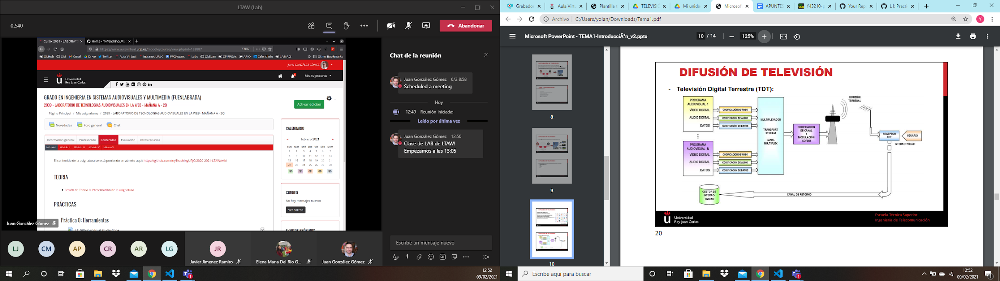 LTAW (Lab)
02:40
Abandonar
Curso: 2039 - LABORATO
Home - myTeachingURJC
https://www.aulavirtual.urjc.es/moodle/course/view.php?id=152887
110%
GitHub
Gist
Gmail
Drive
Twitter
Aula Virtual
Intranet URJC
FPGAwars
Labs
Obijuan
CT-FPGAs
APIO
Calendario
LAB-AO
Other Bookmarks
JUAN GONZÁLEZ GÓMEZ
Universidad
Rey Juan Carlos
Mis asignaturas
GRADO EN INGENIERIA EN SISTEMAS AUDIOVISUALES Y MULTIMEDIA (FUENLABRADA)
2039 - LABORATORIO DE TECNOLOGIAS AUDIOVISUALES EN LA WEB - MAÑANA A - 2Q
Activar edición
Página Principal / Mis asignaturas / 2039 - LABORATORIO DE TECNOLOGIAS AUDIOVISUALES EN LA WEB - MAÑANA A - 2Q
Novedades
Foro general
Chat
Información general
Profesorado
Contenidos
Evaluación
Otros recursos
Módulo I
Módulo II
Módulo III
Módulo IV
Módulo V
El contenido de la asignatura se está poniendo en abierto aquí: https://github.com/myTeachingURJC/2020-2021-LTAW/wiki
TEORIA
Sesión de Teoría 0: Presentación de la asignatura
PRÁCTICAS
Práctica 0: Herramientas
L1: Github y Visual Studio Code
CALENDARIO
febrero 2021
Lun Mar Mié Jue Vie Sab Dom
1 2 3 4 5 6 7
8 9 10 11 12 13 14
15 16 17 18 19 20 21
22 23 24 25 26 27 28
CORREO
No hay mensajes nuevos
Ver correo
EVENTOS PRÓXIMOS
Juan González Gómez
Chat de la reunión
Juan González Gómez 6/2 8:58
Scheduled a meeting
Hoy
12:49 Reunión iniciada:
Leído por última vez
Juan González Gómez 12:50
Clase de LAB de LTAW!
Empezamos a las 13:05
Escribe un mensaje nuevo
GIF
LJ
CM
AP
CR
AR
LG
JR
Javier Jimenez Ramiro
Elena Maria Del Rio G...
Juan González Gómez
12:52
09/02/2021
Grabador
Aula Virtu
Plantilla t
TELEVISIO
Mi unida
Microsof
APUNTES
f-l3210-p
Your Rep
L1: Pract
Archivo
C:/Users/yolan/Downloads/Tema1.pdf
Y
Microsoft PowerPoint - TEMA1-IntroducciÃ³n_v2.pptx
10 / 14
125%
8
9
10
DIFUSIÓN DE TELEVISIÓN
- Televisión Digital Terrestre (TDT):
PROGRAMA
AUDIOVISUAL 1
VÍDEO DIGITAL
AUDIO DIGITAL
DATOS
CODIFICACIÓN DE VÍDEO
CODIFICACIÓN DE AUDIO
CODIFICACIÓN DE DATOS
PROGRAMA
AUDIOVISUAL N
VÍDEO DIGITAL
AUDIO DIGITAL
DATOS
CODIFICACIÓN DE VÍDEO
CODIFICACIÓN DE AUDIO
CODIFICACIÓN DE DATOS
MULTIPLEXADOR
TRANSPORT
STREAM
CANAL
MULTIPLEX
CODIFICACIÓN
DE CANAL
Y
MODULACIÓN
COFDM
DIFUSIÓN
TERRENAL
RECEPTOR
TDT
USUARIO
INTERACTIVIDAD
GESTOR DE
INTERAC-
TIVIDAD
CANAL DE RETORNO
Universidad
Rey Juan Carlos
Escuela Técnica Superior
Ingeniería de Telecomunicación
20
Escribe aquí para buscar
12:52
09/02/2021